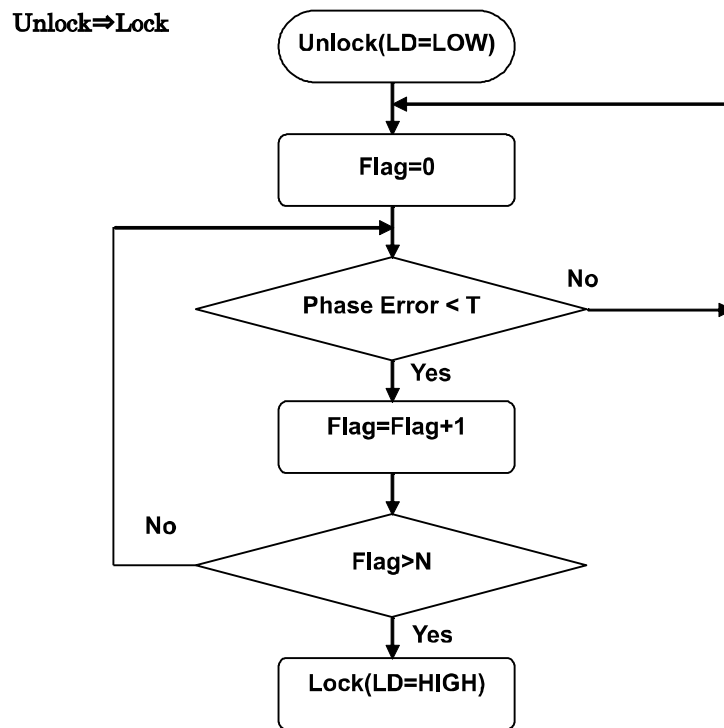 Unlock⇒Lock
Unlock(LD=LOW)
Flag=0
Phase Error < T
No
Yes
Flag=Flag+1
Flag>N
No
Yes
Lock(LD=HIGH)